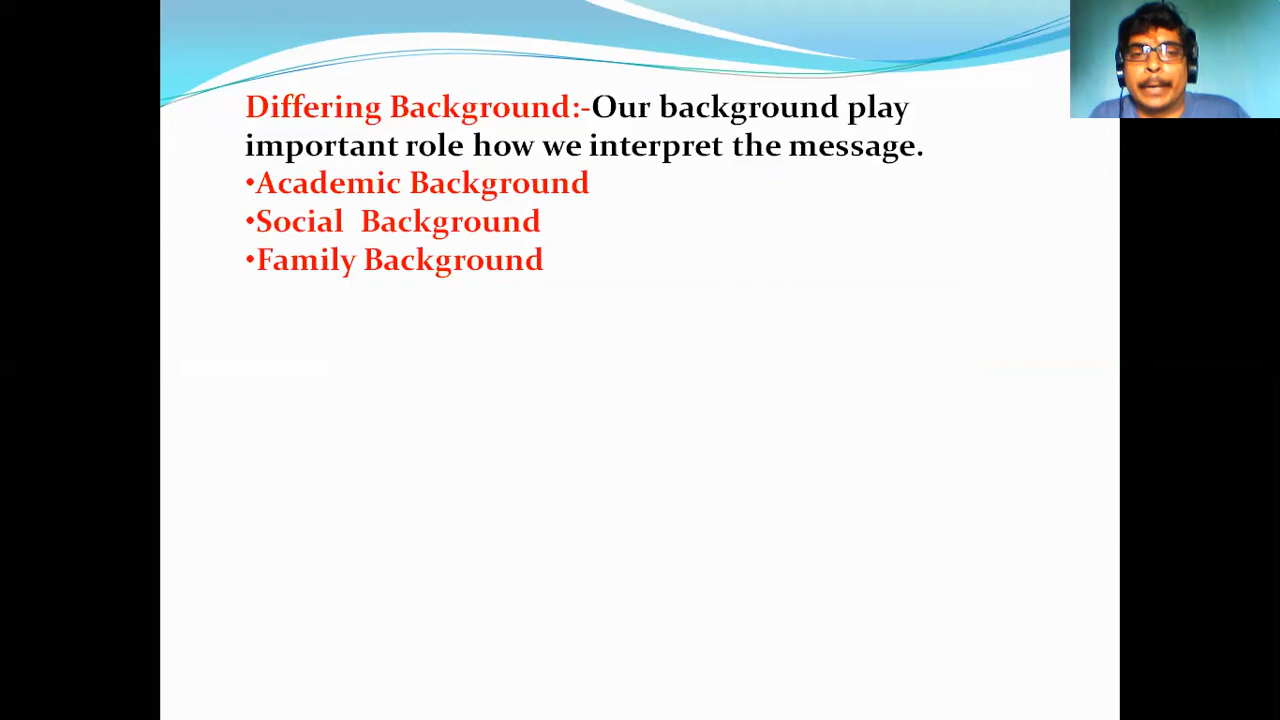 Differing Background:-Our background play
important role how we interpret the message.
•Academic Background
•Social  Background
•Family Background